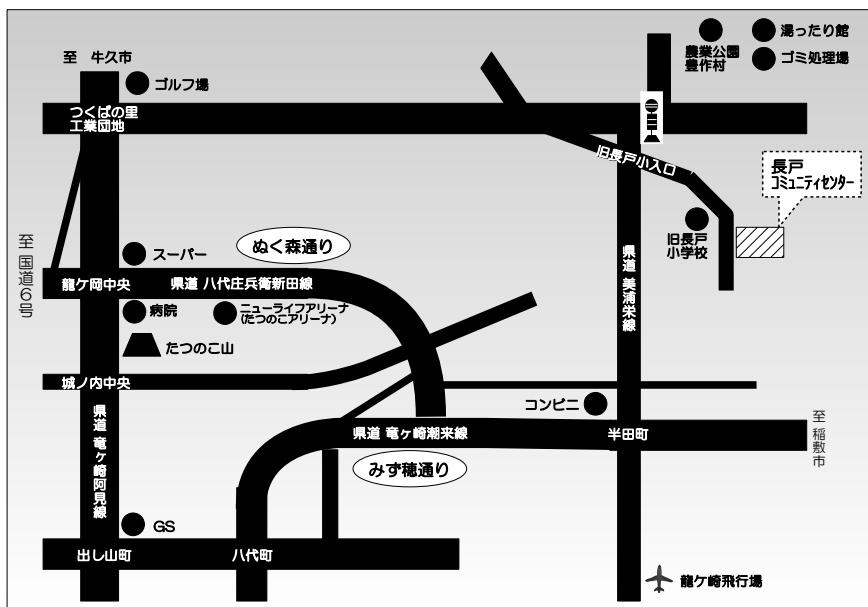 至 牛久市
ゴルフ場
農業公園
豊作村
湯ったり館
ゴミ処理場
つくばの里
工業団地
旧長戸小入口
長戸
コミュニティセンター
至 国道6号
スーパー
ぬく森通り
旧長戸
小学校
龍ケ岡中央
県道 八代庄兵衛新田線
県道 美浦栄線
病院
ニューライフアリーナ
(たつのこアリーナ)
たつのこ山
城ノ内中央
コンビニ
県道 竜ヶ崎阿見線
県道 竜ヶ崎潮来線
半田町
至 稲敷市
みず穂通り
GS
出し山町
八代町
龍ケ崎飛行場